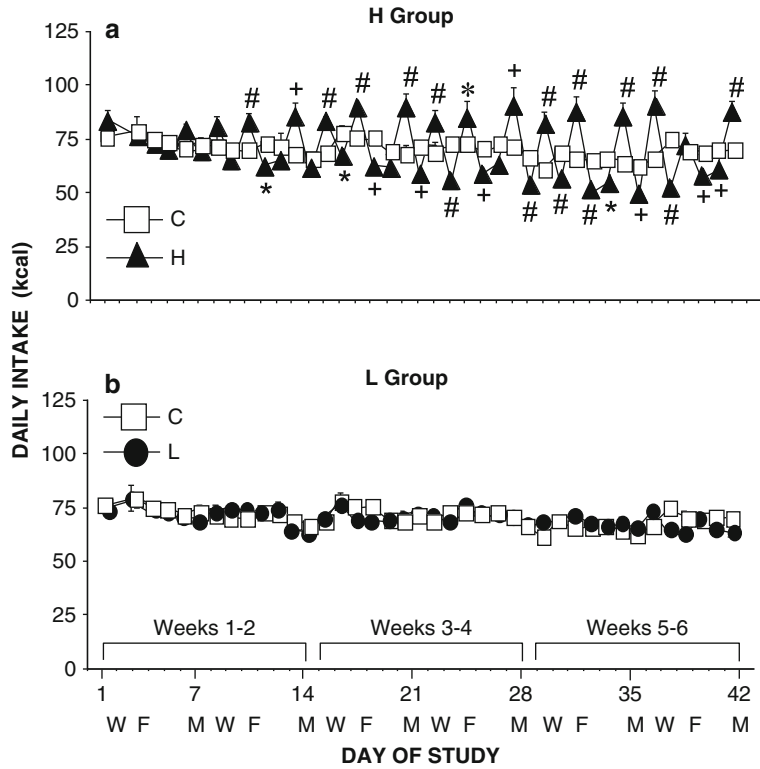 H Group
a
125
100
75
50
25
0
# + # # # # * + # # # # #
* * + + # + # # # * + # + +
C
H
DAILY INTAKE (kcal)
L Group
b
125
100
75
50
25
0
C
L
Weeks 1-2 Weeks 3-4 Weeks 5-6
1 7 14 21 28 35 42
W F M W F M W F M W F M W F M W F M
DAY OF STUDY